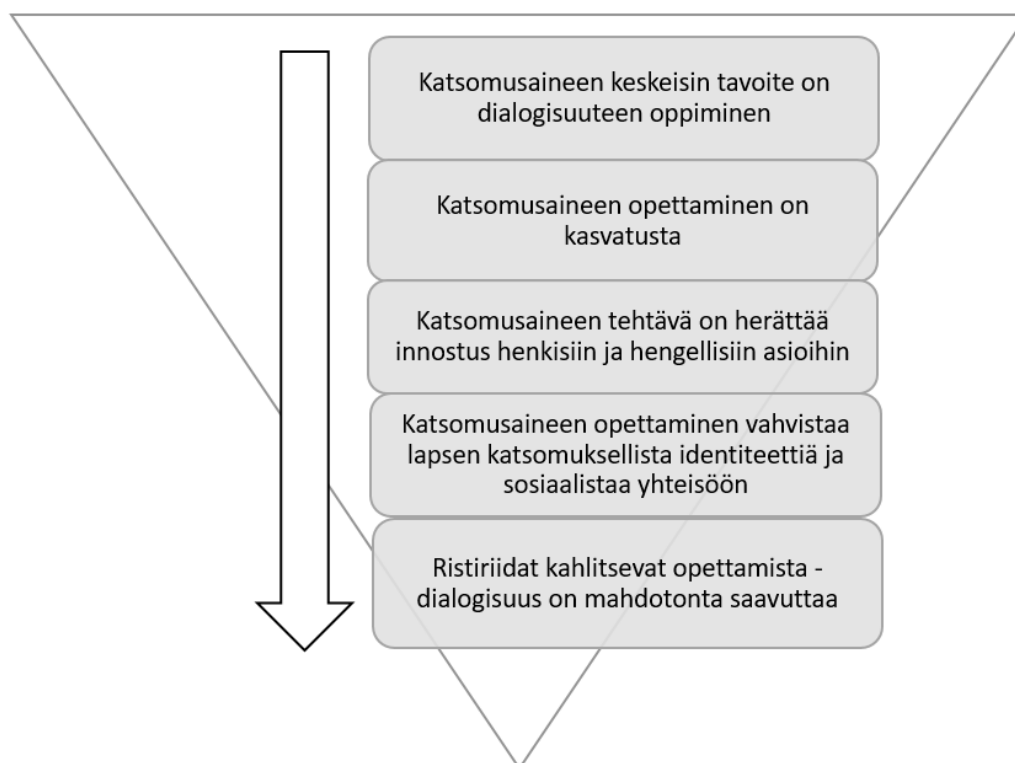 Katsomusaineen keskeisin tavoite on
dialogisuuteen oppiminen
Katsomusaineen opettaminen on
kasvatusta
Katsomusaineen tehtävä on herättää
innostus henkisiin ja hengellisiin asioihin
Katsomusaineen opettaminen vahvistaa
lapsen katsomuksellista identiteettiä ja
sosiaalistaa yhteisöön
Ristiriidat kahlitsevat opettamista -
dialogisuus on mahdotonta saavuttaa